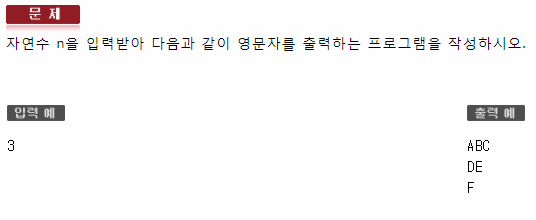 문 제
자연수 n을 입력받아 다음과 같이 영문자를 출력하는 프로그램을 작성하시오.
입력 예
출력 예
3
ABC
DE
F